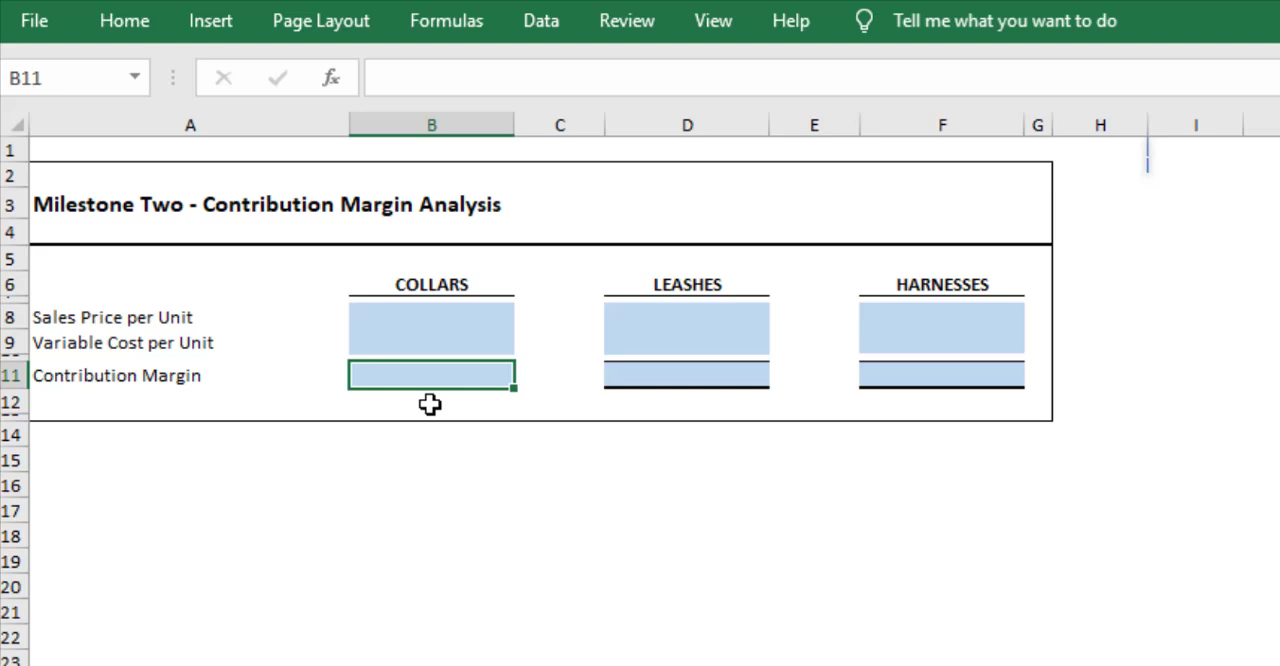 File Home Insert Page Layout Formulas Data Review View Help Tell me what you want to do
B11 fx
A B C D E F G H I
1
2
3 Milestone Two - Contribution Margin Analysis
4
5
6 COLLARS LEASHES HARNESSES
8 Sales Price per Unit
9 Variable Cost per Unit
11 Contribution Margin
12
14
15
16
17
18
19
20
21
22
23